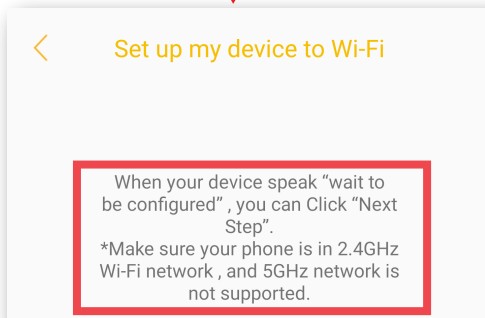 Set up my device to Wi-Fi
When your device speak “wait to
be configured” , you can Click “Next
Step”.
*Make sure your phone is in 2.4GHz
Wi-Fi network , and 5GHz network is
not supported.